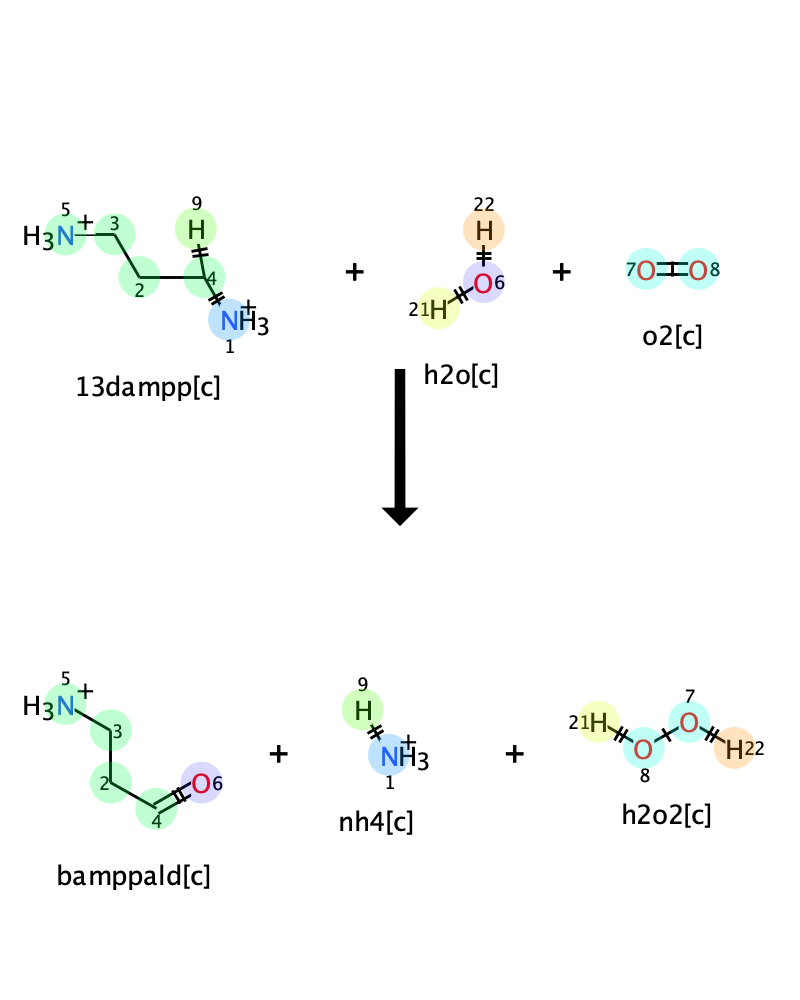 5 + 3 9 22
H₃N H H
2 4 + O6 + 7O O8
21H
+
NH₃
1
13dampp[c] h2o[c] o2[c]
5 + 9 7
H₃N H 21H O
3 + + + H22
2 O6 NH₃ O
4 1 8
bamppald[c] nh4[c] h2o2[c]